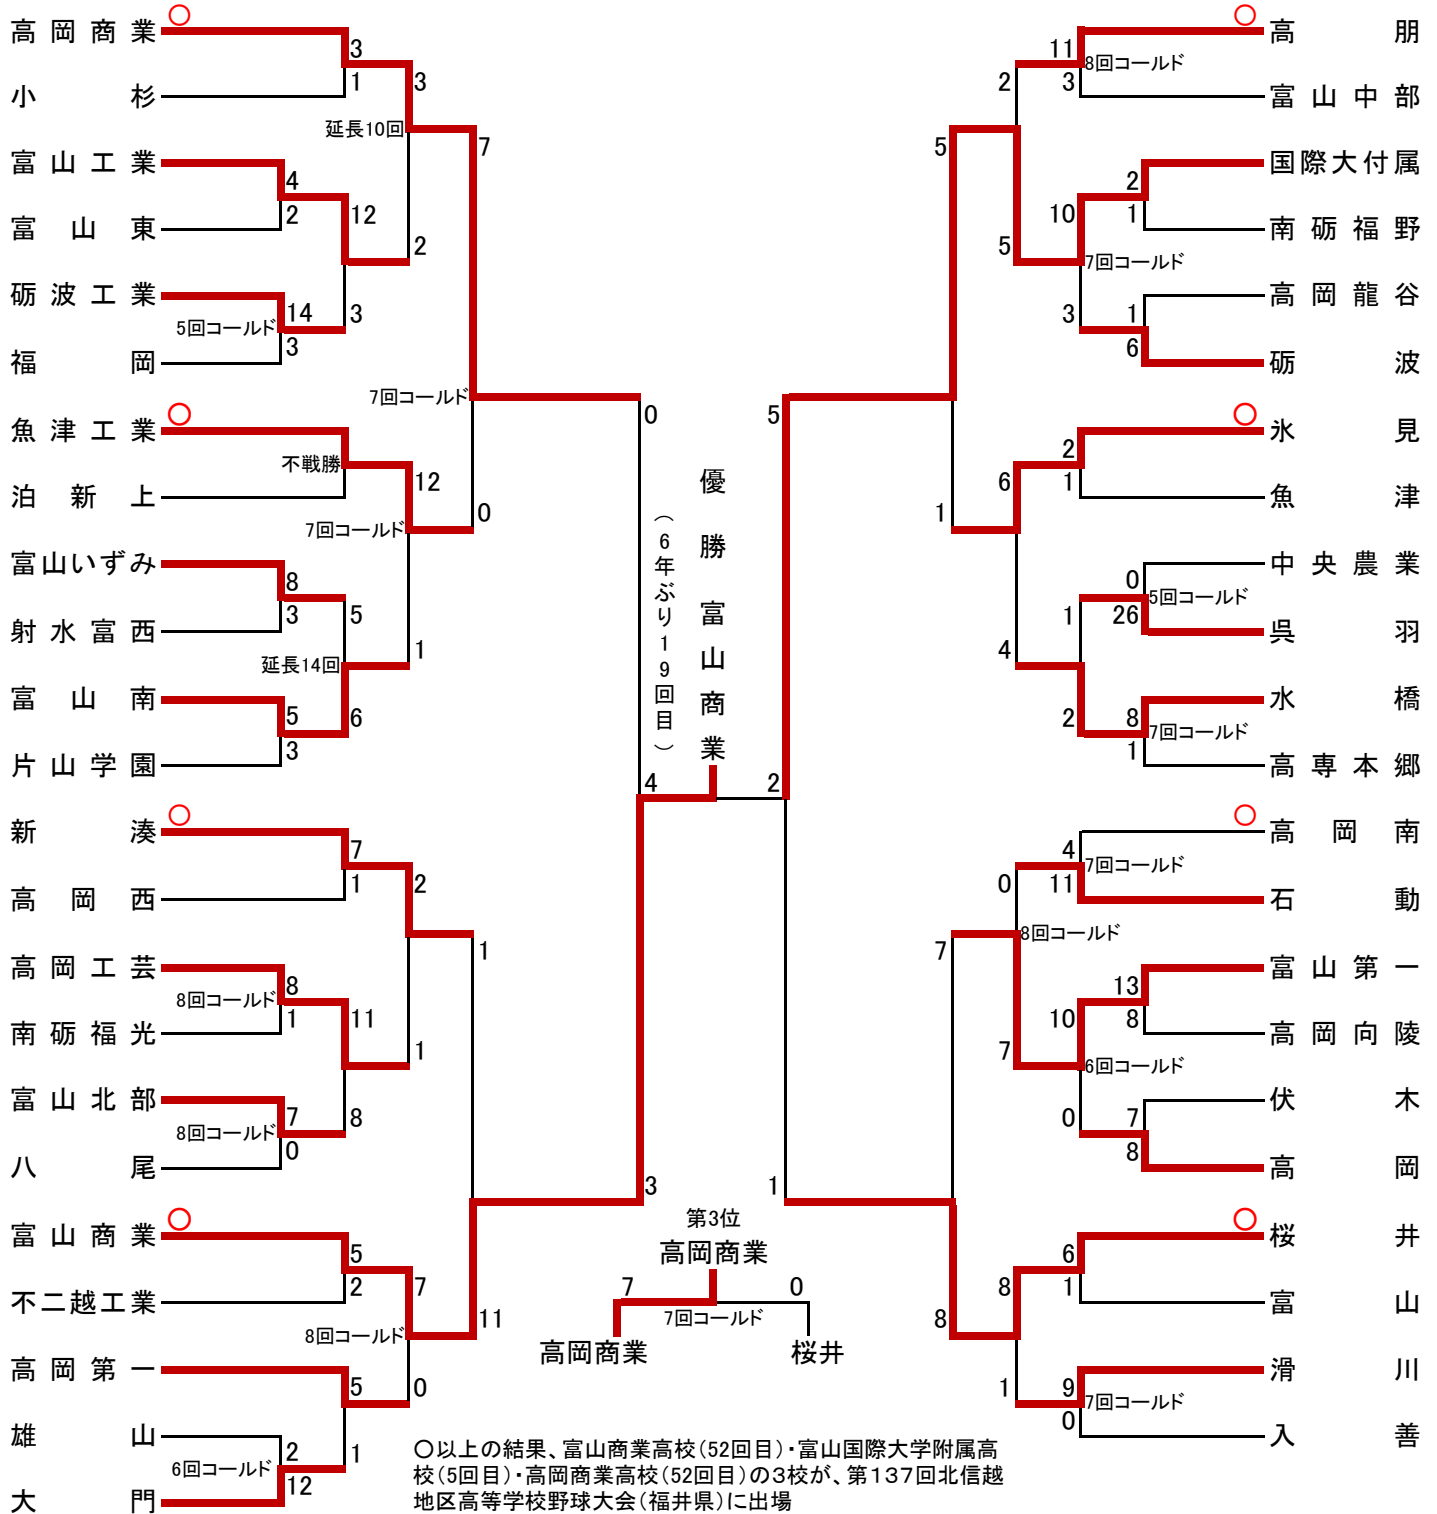 高岡商業
○
3
小杉
1
3
延長10回
7
富山工業
4
富山東
2
12
2
砺波工業
14
5回コールド
3
福岡
3
7回コールド
0
魚津工業
○
不戦勝
泊新上
12
7回コールド
0
富山いずみ
8
射水富西
3
5
延長14回
1
富山南
5
片山学園
3
6
4
新湊
○
7
高岡西
1
2
1
高岡工芸
8
8回コールド
南砺福光
1
11
1
富山北部
7
8回コールド
八尾
0
8
3
富山商業
○
5
不二越工業
2
7
8回コールド
11
高岡第一
5
0
雄山
2
6回コールド
大門
12
1
優勝 富山商業
(6年ぶり19回目)
高朋
○
11
8回コールド
富山中部
3
2
5
国際大付属
2
南砺福野
1
10
7回コールド
5
高岡龍谷
1
砺波
6
3
5
氷見
○
2
魚津
1
6
1
中央農業
0
5回コールド
呉羽
26
1
4
水橋
8
7回コールド
高専本郷
1
2
2
高岡南
○
4
7回コールド
石動
11
0
8回コールド
7
富山第一
13
高岡向陵
8
10
6回コールド
7
伏木
7
高岡
8
0
1
桜井
○
6
富山
1
8
8
滑川
9
7回コールド
入善
0
1
第3位
高岡商業
7
0
7回コールド
高岡商業
桜井
○以上の結果、富山商業高校(52回目)・富山国際大学附属高
校(5回目)・高岡商業高校(52回目)の3校が、第137回北信越
地区高等学校野球大会(福井県)に出場